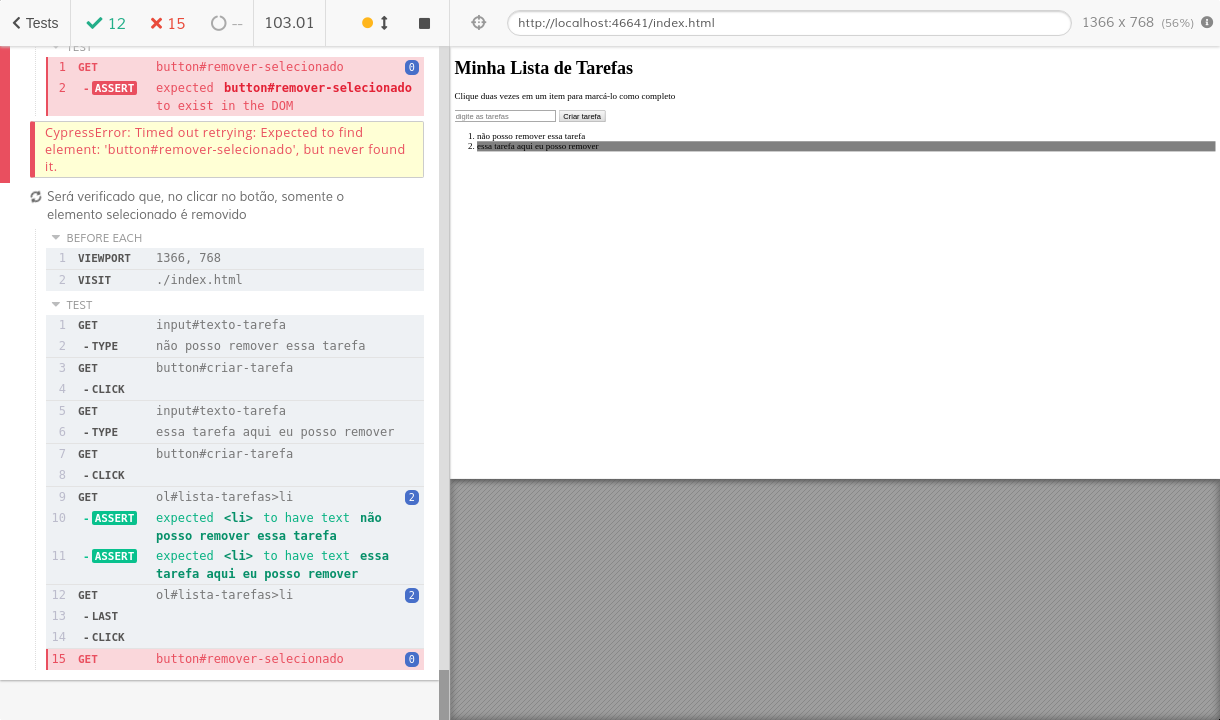 Tests 12 15 -- 103.01 http://localhost:46641/index.html 1366 x 768 (56%)
TEST
1 GET button#remover-selecionado 0
2 - ASSERT expected button#remover-selecionado
to exist in the DOM
CypressError: Timed out retrying: Expected to find
element: 'button#remover-selecionado', but never found
it.
Será verificado que, no clicar no botão, somente o
elemento selecionado é removido
BEFORE EACH
1 VIEWPORT 1366, 768
2 VISIT ./index.html
TEST
1 GET input#texto-tarefa
2 - TYPE não posso remover essa tarefa
3 GET button#criar-tarefa
4 - CLICK
5 GET input#texto-tarefa
6 - TYPE essa tarefa aqui eu posso remover
7 GET button#criar-tarefa
8 - CLICK
9 GET ol#lista-tarefas>li 2
10 - ASSERT expected <li> to have text não
posso remover essa tarefa
11 - ASSERT expected <li> to have text essa
tarefa aqui eu posso remover
12 GET ol#lista-tarefas>li 2
13 - LAST
14 - CLICK
15 GET button#remover-selecionado 0
Minha Lista de Tarefas
Clique duas vezes em um item para marcá-lo como completo
digite as tarefas Criar tarefa
1. não posso remover essa tarefa
2. essa tarefa aqui eu posso remover